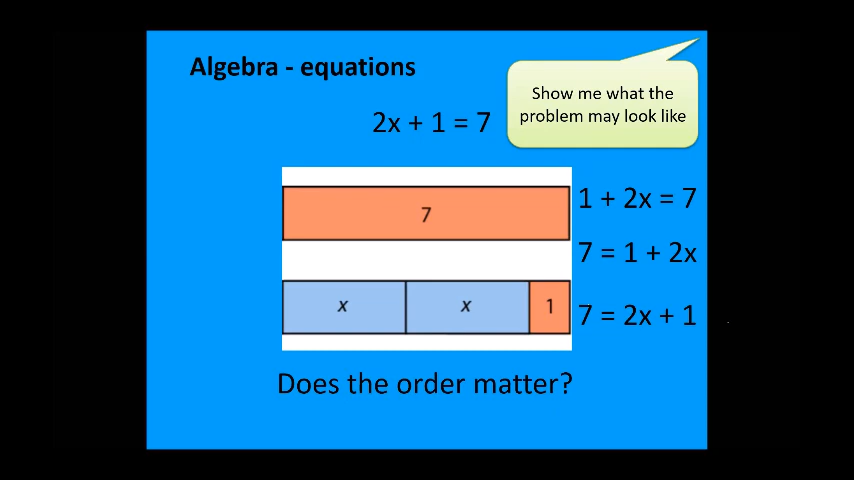 Algebra - equations
Show me what the
problem may look like
2x + 1 = 7
7
1 + 2x = 7
7 = 1 + 2x
x x 1
7 = 2x + 1
Does the order matter?